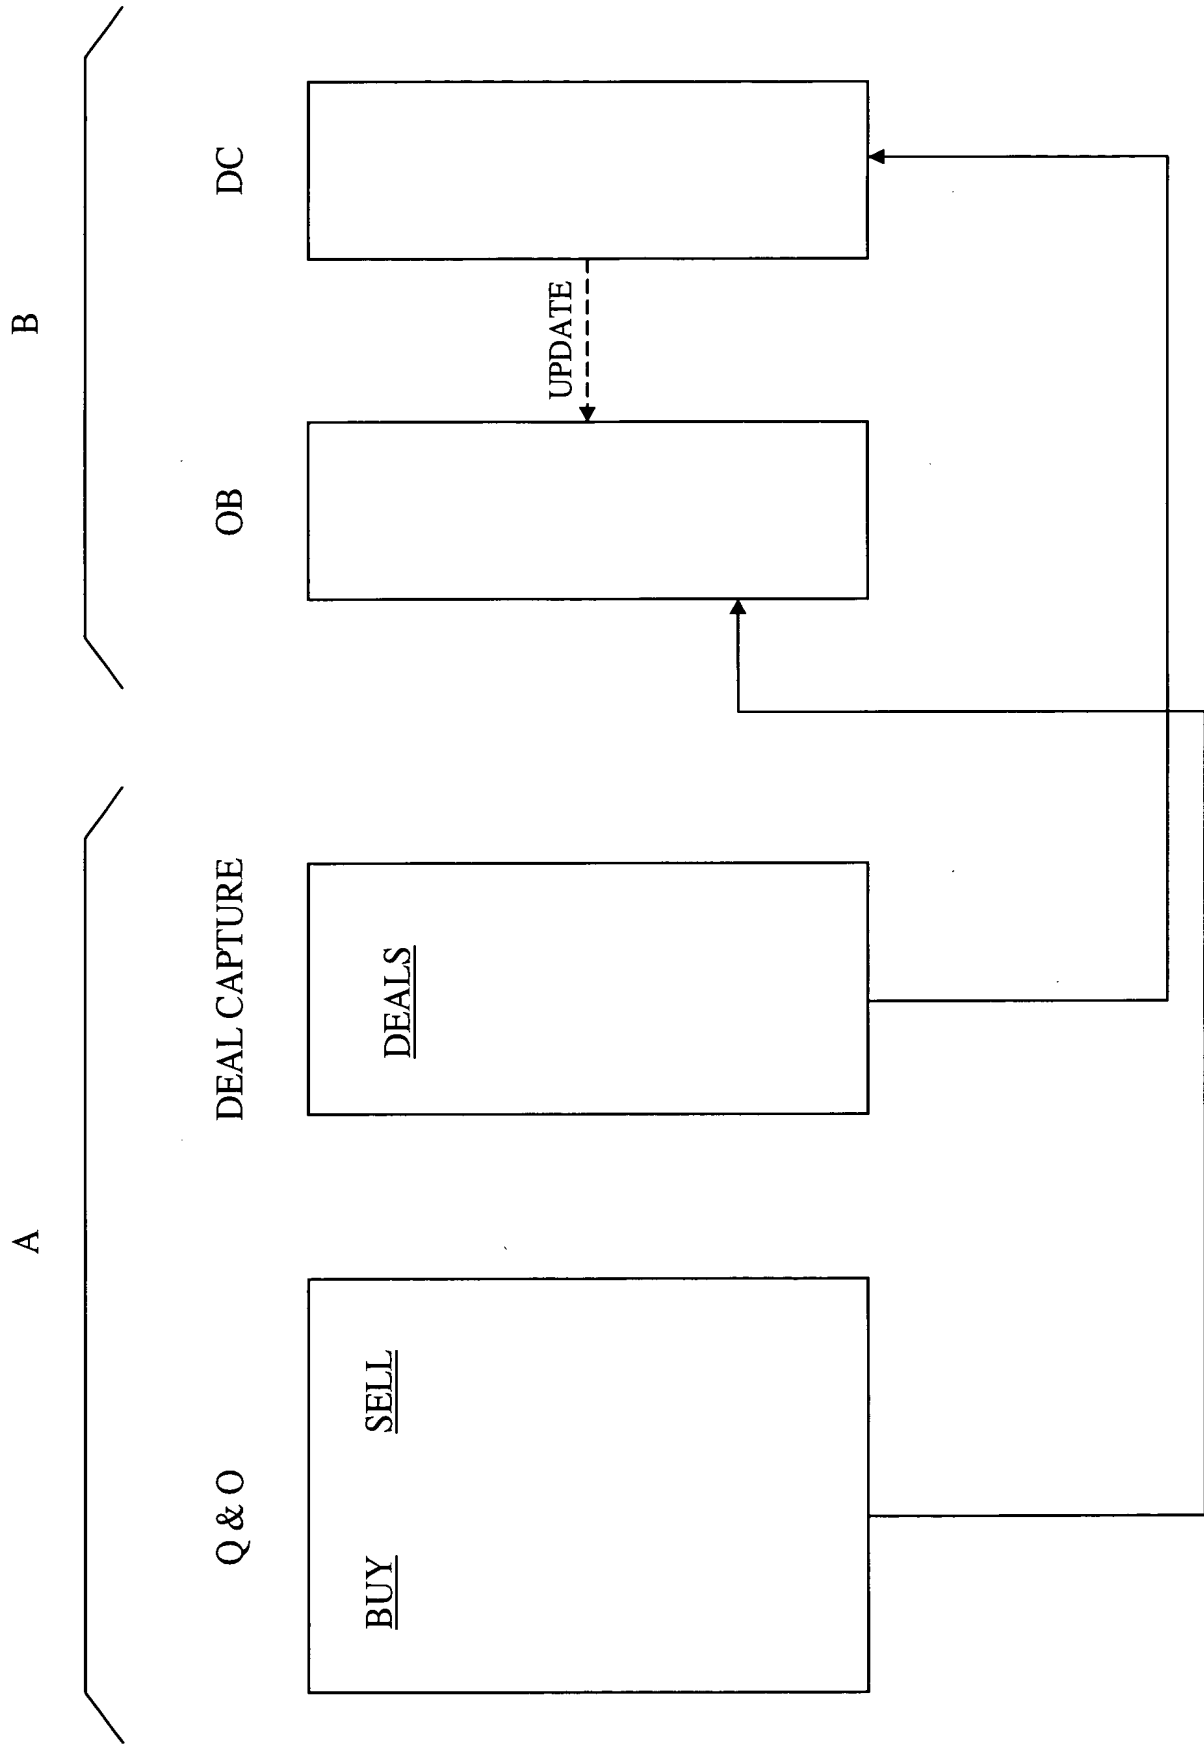 A
B
Q & O
DEAL CAPTURE
OB
DC
BUY
SELL
DEALS
UPDATE